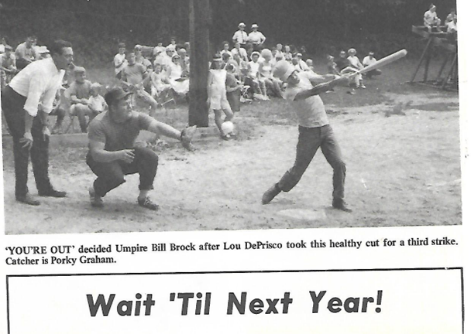 'YOU'RE OUT' decided Umpire Bill Brock after Lou DePrisco took this healthy cut for a third strike.
Catcher is Porky Graham.
Wait 'Til Next Year!